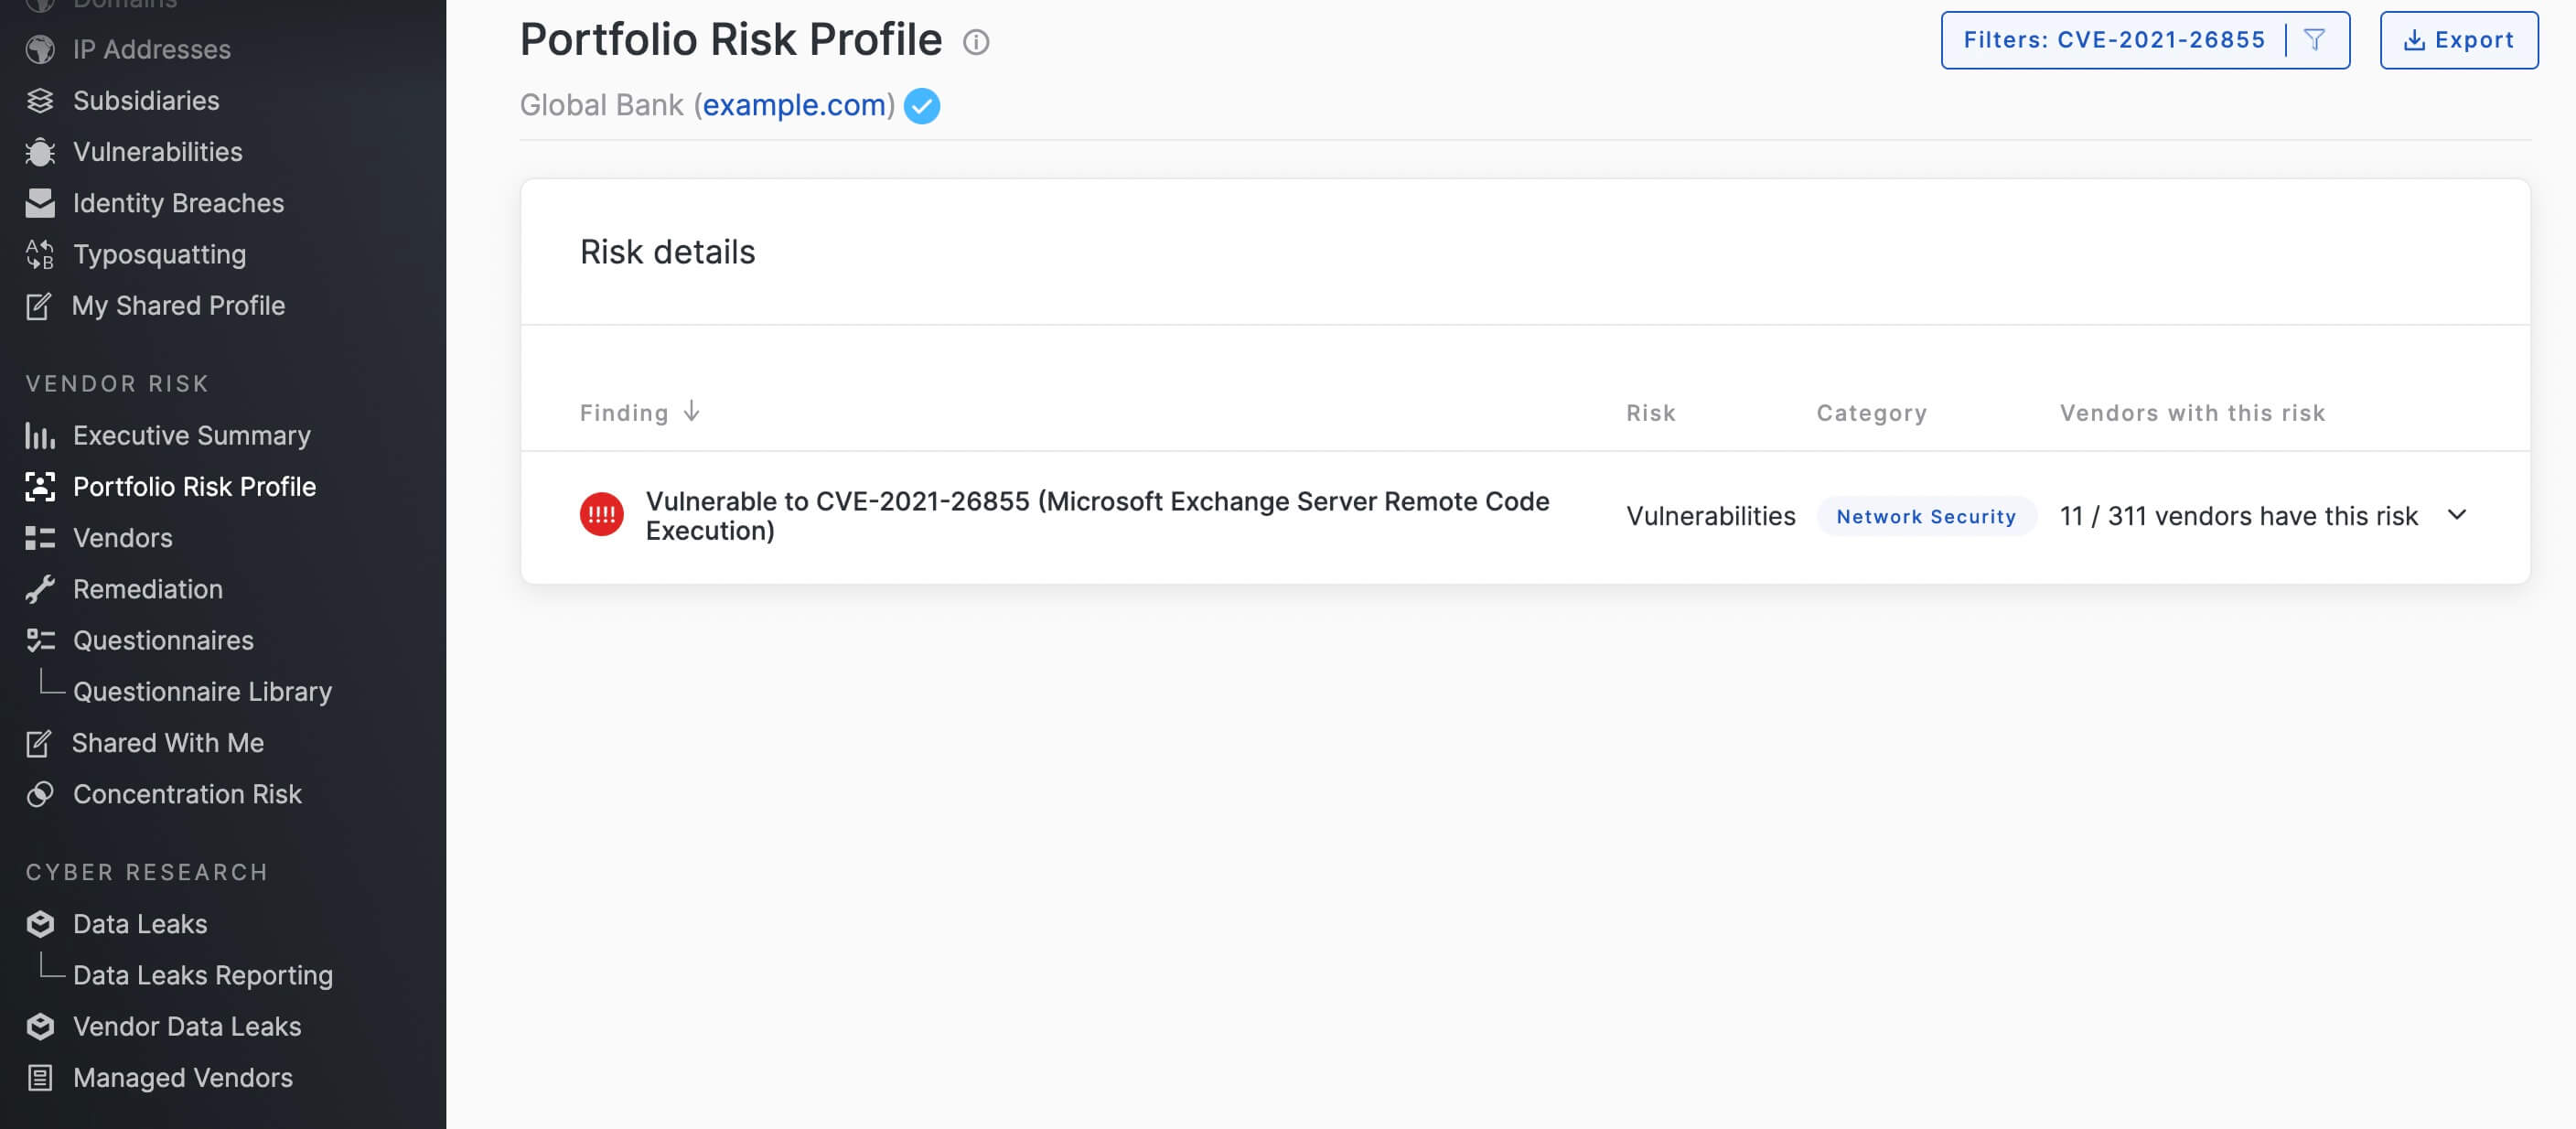 Domains
IP Addresses
Subsidiaries
Vulnerabilities
Identity Breaches
Typosquatting
My Shared Profile
VENDOR RISK
Executive Summary
Portfolio Risk Profile
Vendors
Remediation
Questionnaires
Questionnaire Library
Shared With Me
Concentration Risk
CYBER RESEARCH
Data Leaks
Data Leaks Reporting
Vendor Data Leaks
Managed Vendors
Portfolio Risk Profile
Filters: CVE-2021-26855
Export
Global Bank (example.com)
Risk details
Finding Risk Category Vendors with this risk
Vulnerable to CVE-2021-26855 (Microsoft Exchange Server Remote Code
Execution)
Vulnerabilities
Network Security
11 / 311 vendors have this risk